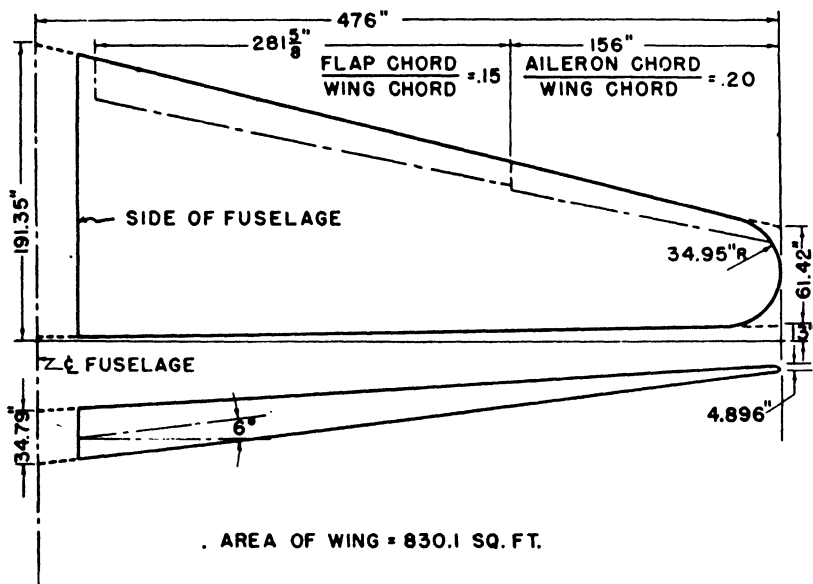 476"
281 5/8"
156"
FLAP CHORD
WING CHORD
=.15
AILERON CHORD
WING CHORD
=.20
191.35"
SIDE OF FUSELAGE
34.95"R
61.42"
3"
℄ FUSELAGE
34.79"
6°
4.896"
AREA OF WING = 830.1 SQ. FT.